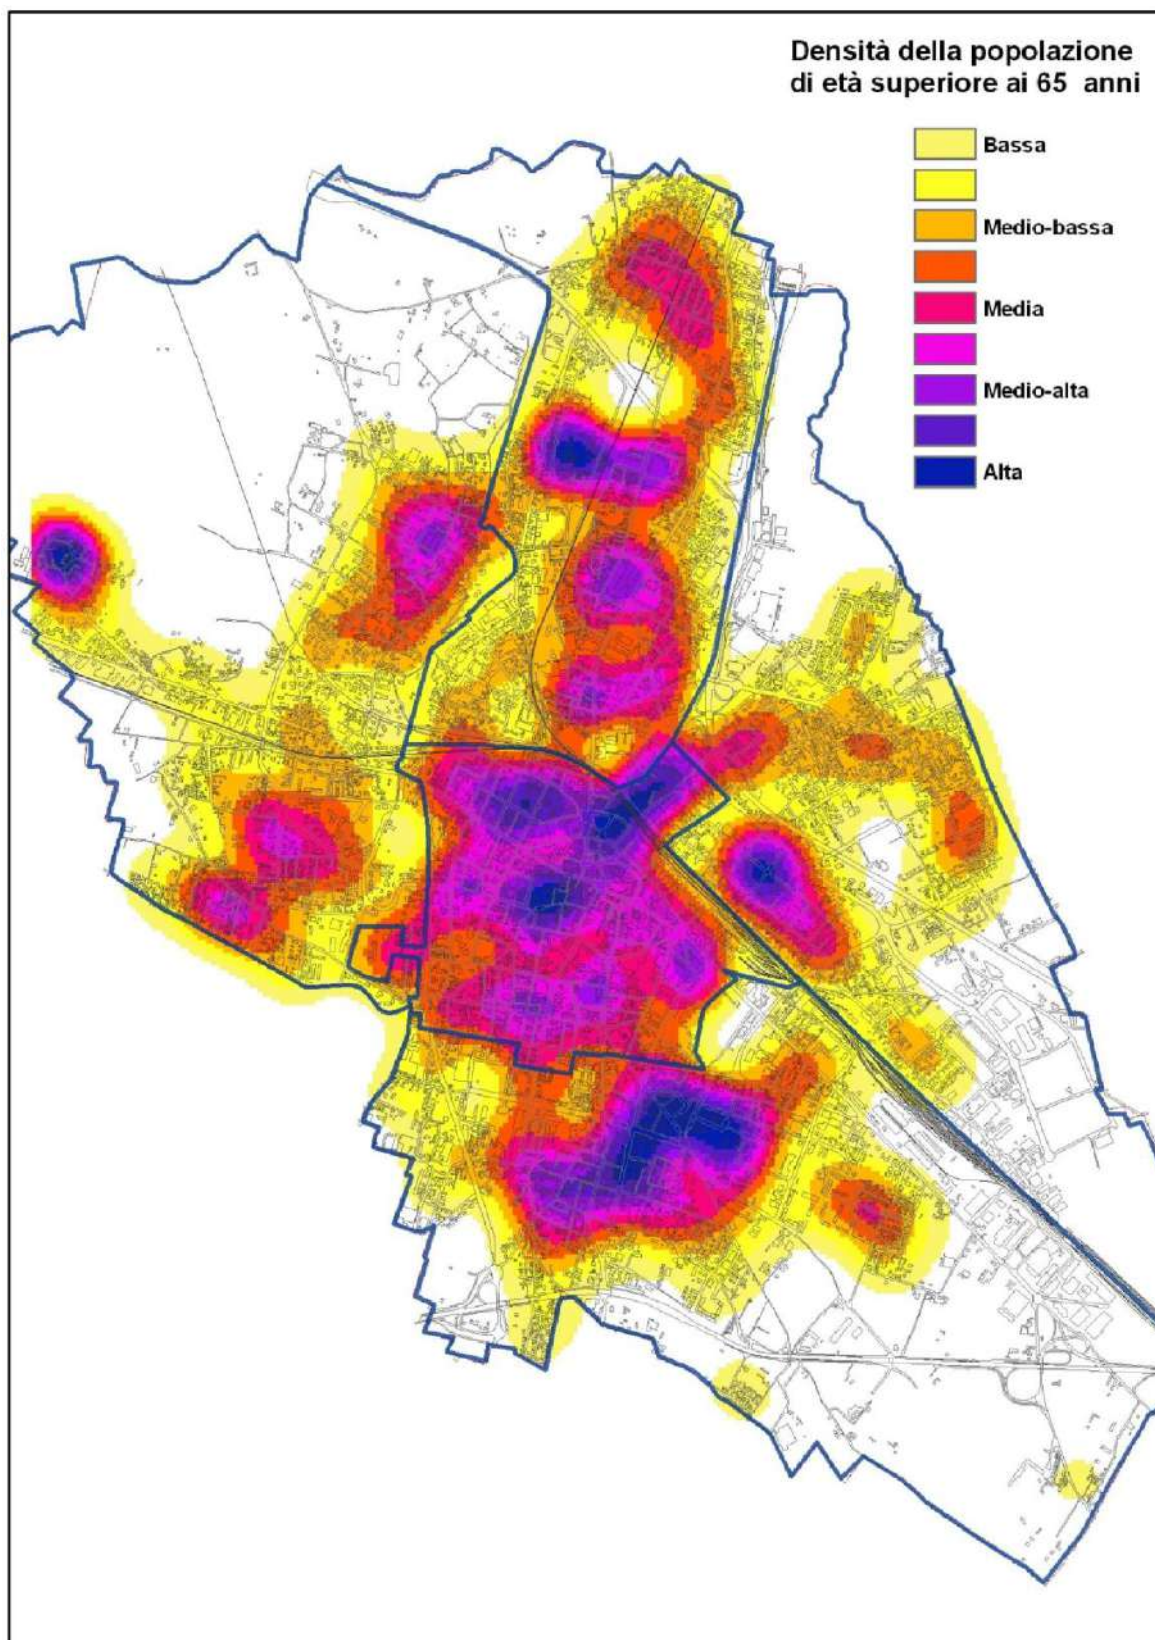 Densità della popolazione
di età superiore ai 65 anni
Bassa
Medio-bassa
Media
Medio-alta
Alta